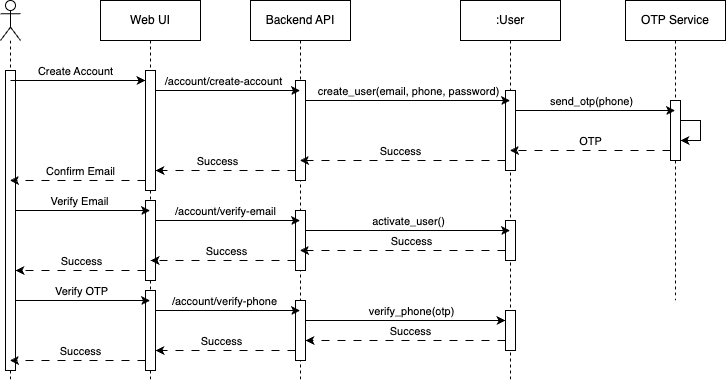 Web UI
Backend API
:User
OTP Service
Create Account
/account/create-account
create_user(email, phone, password)
send_otp(phone)
OTP
Success
Success
Confirm Email
Verify Email
/account/verify-email
activate_user()
Success
Success
Success
Verify OTP
/account/verify-phone
verify_phone(otp)
Success
Success
Success